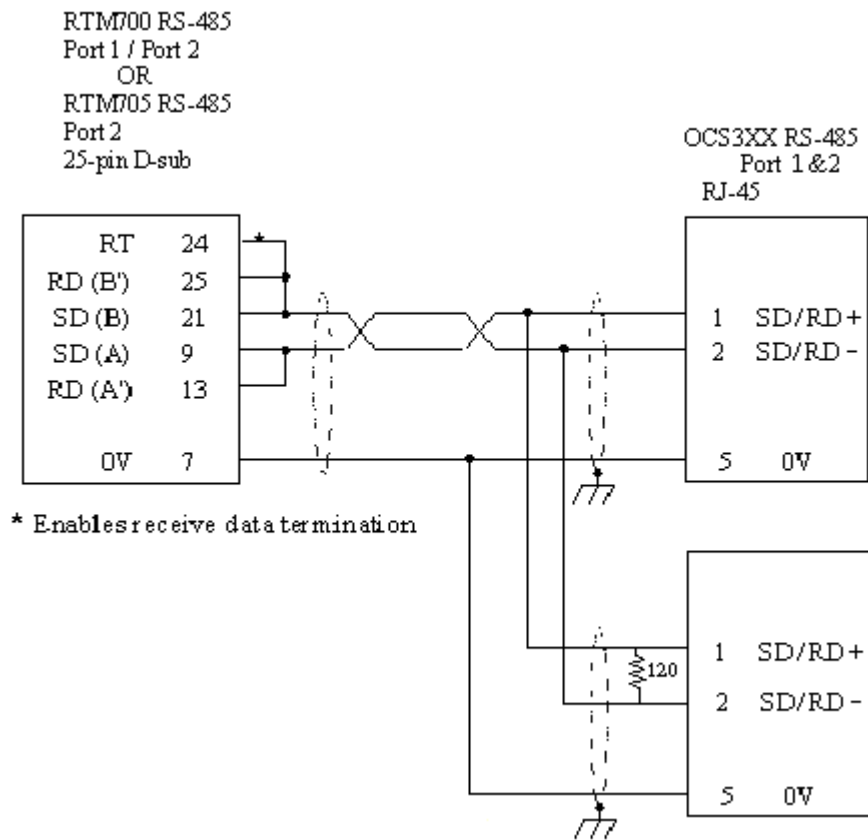 RTM700 RS-485
Port 1 / Port 2
OR
RTM705 RS-485
Port 2
25-pin D-sub
OCS3XX RS-485
Port 1 &2
RJ-45
RT 24
RD (B') 25
SD (B) 21
SD (A) 9
RD (A') 13
0V 7
*
1 SD/RD+
2 SD/RD-
5 0V
* Enables receive data termination
120
1 SD/RD+
2 SD/RD-
5 0V